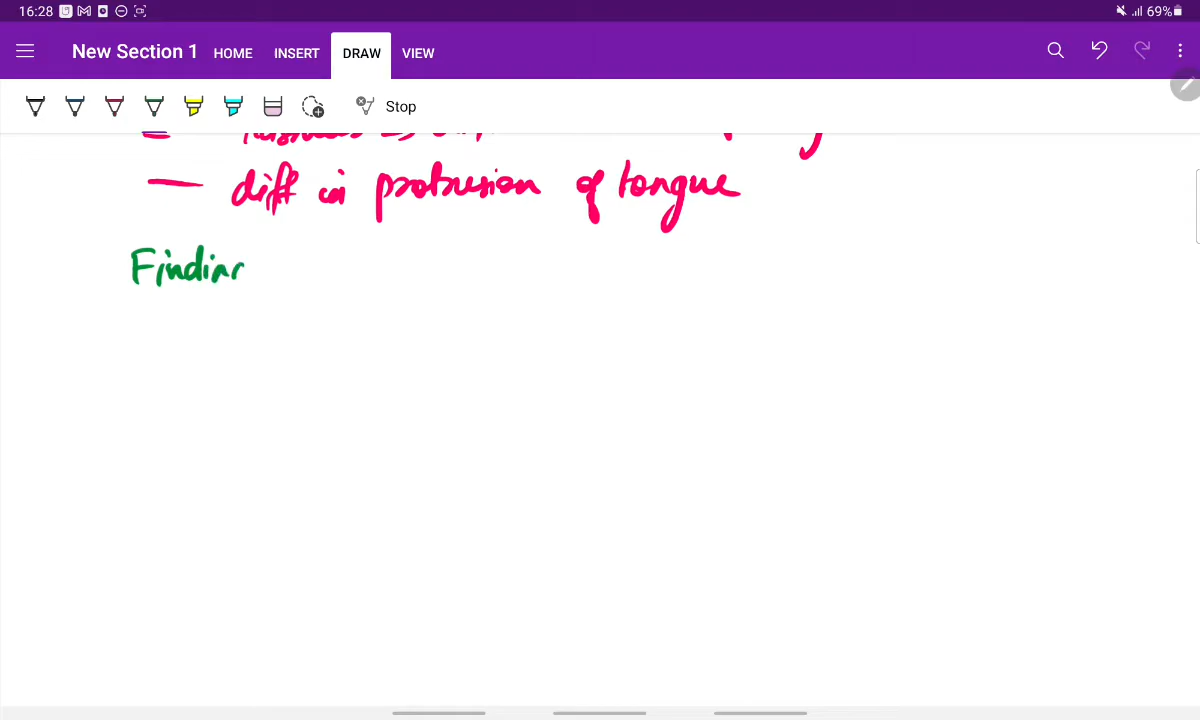 16:28 69%
New Section 1 HOME INSERT DRAW VIEW
Stop
— diff in protrusion of tongue
Findin